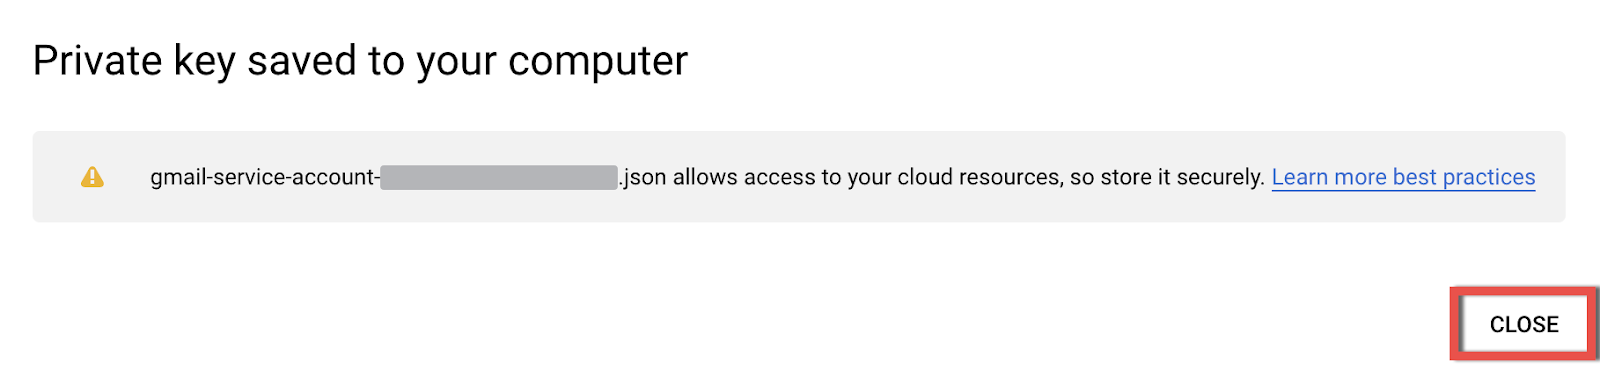 Private key saved to your computer
gmail-service-account- .json allows access to your cloud resources, so store it securely. Learn more best practices
CLOSE